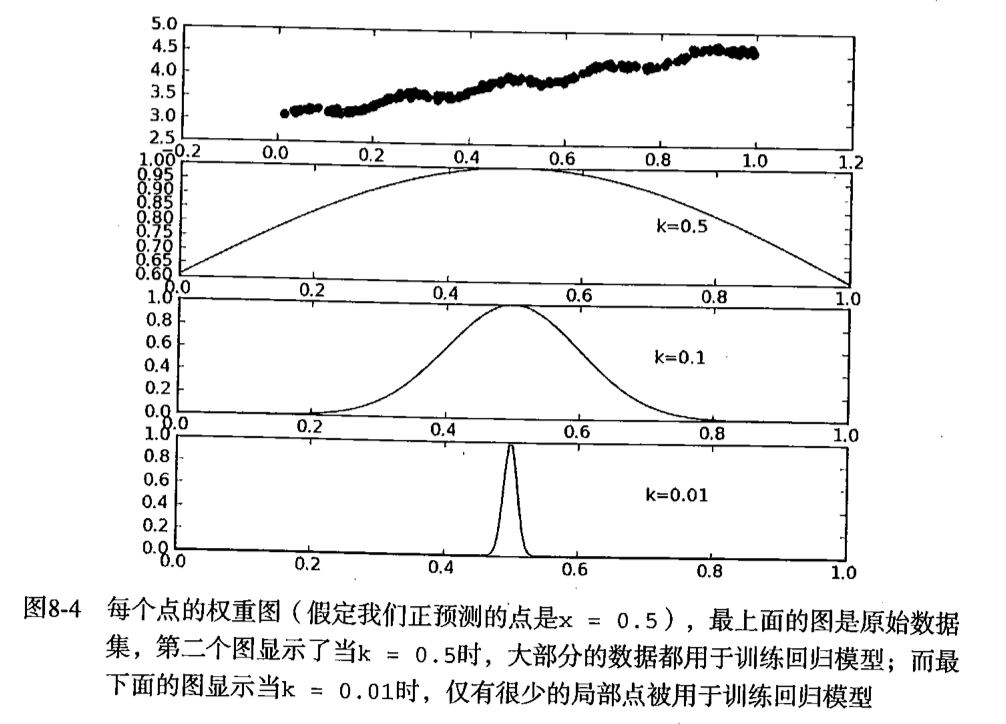 5.0
4.5
4.0
3.5
3.0
2.5
-0.2 0.0 0.2 0.4 0.6 0.8 1.0 1.2
1.00
0.95
0.90
0.85
0.80
0.75
0.70
0.65
0.60
k=0.5
0.0 0.2 0.4 0.6 0.8 1.0
1.0
0.8
0.6
0.4
0.2
0.0
k=0.1
0.0 0.2 0.4 0.6 0.8 1.0
1.0
0.8
0.6
0.4
0.2
0.0
k=0.01
0.0 0.2 0.4 0.6 0.8 1.0
图8-4 每个点的权重图（假定我们正预测的点是x = 0.5），最上面的图是原始数据
集，第二个图显示了当k = 0.5时，大部分的数据都用于训练回归模型；而最
下面的图显示当k = 0.01时，仅有很少的局部点被用于训练回归模型